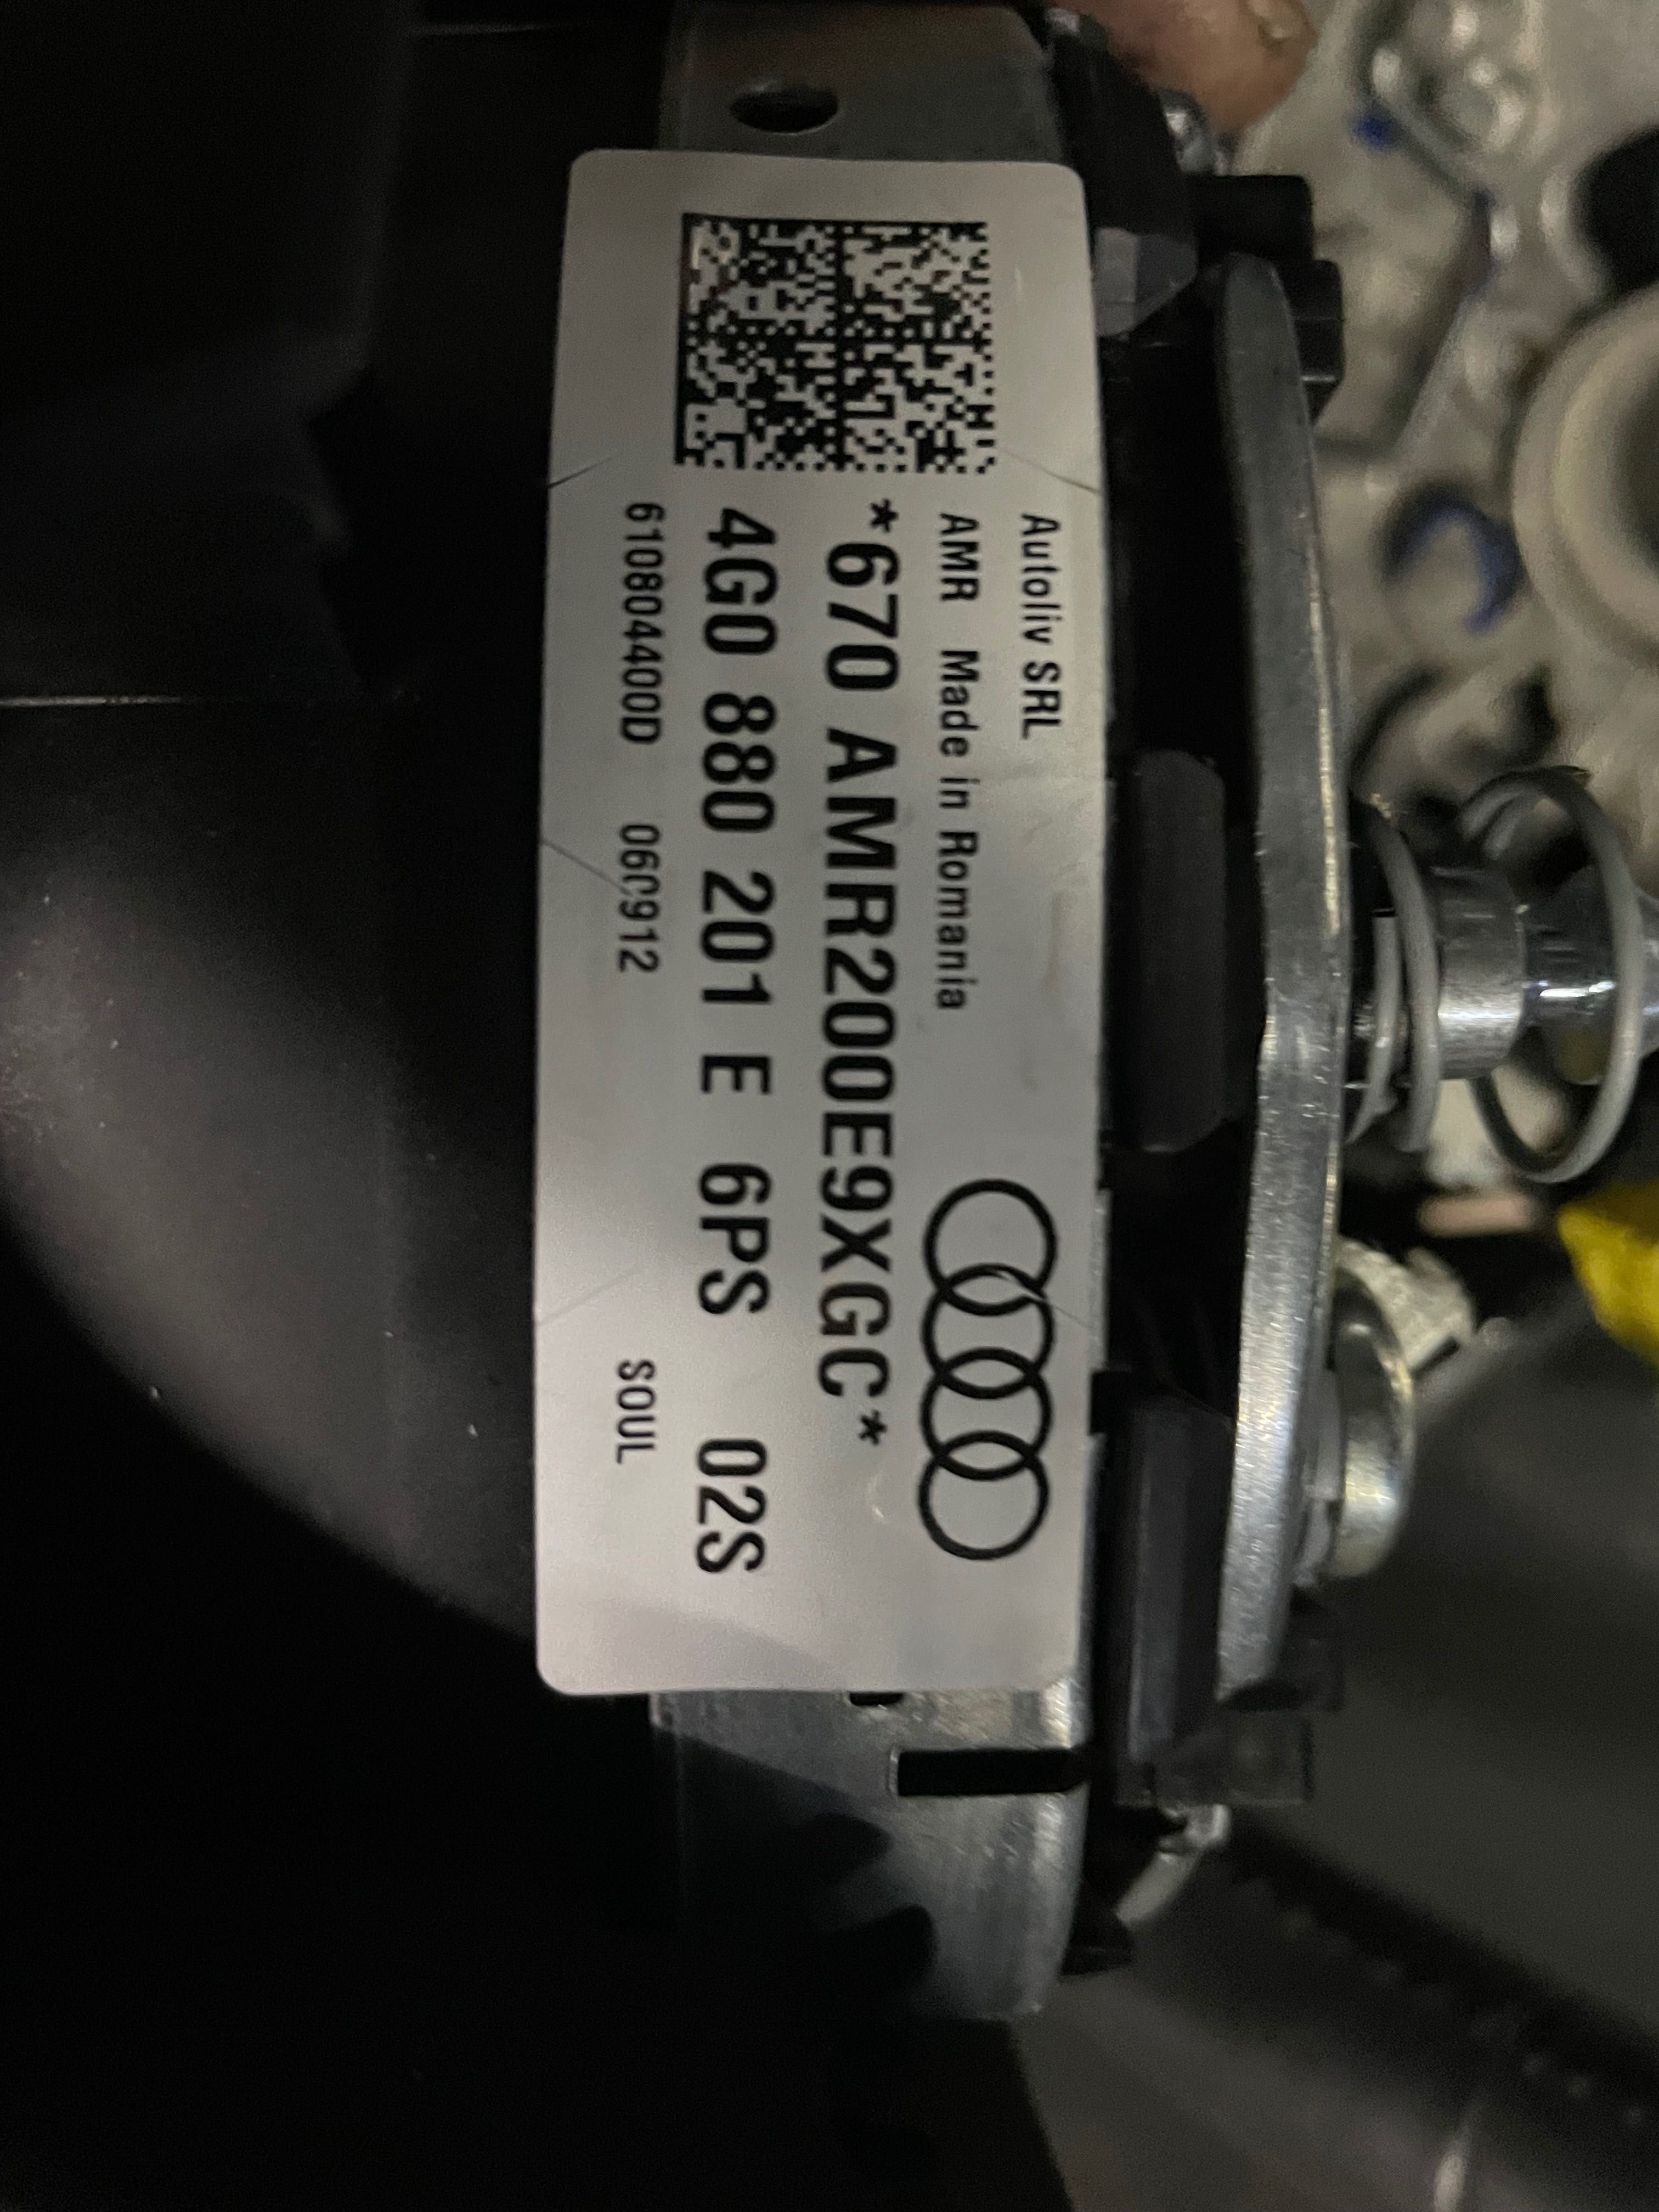 Autoliv SRL
AMR Made in Romania
*670 AMR200E9XGC*
4G0 880 201 E 6PS 02S
610804400D 060912 SOUL